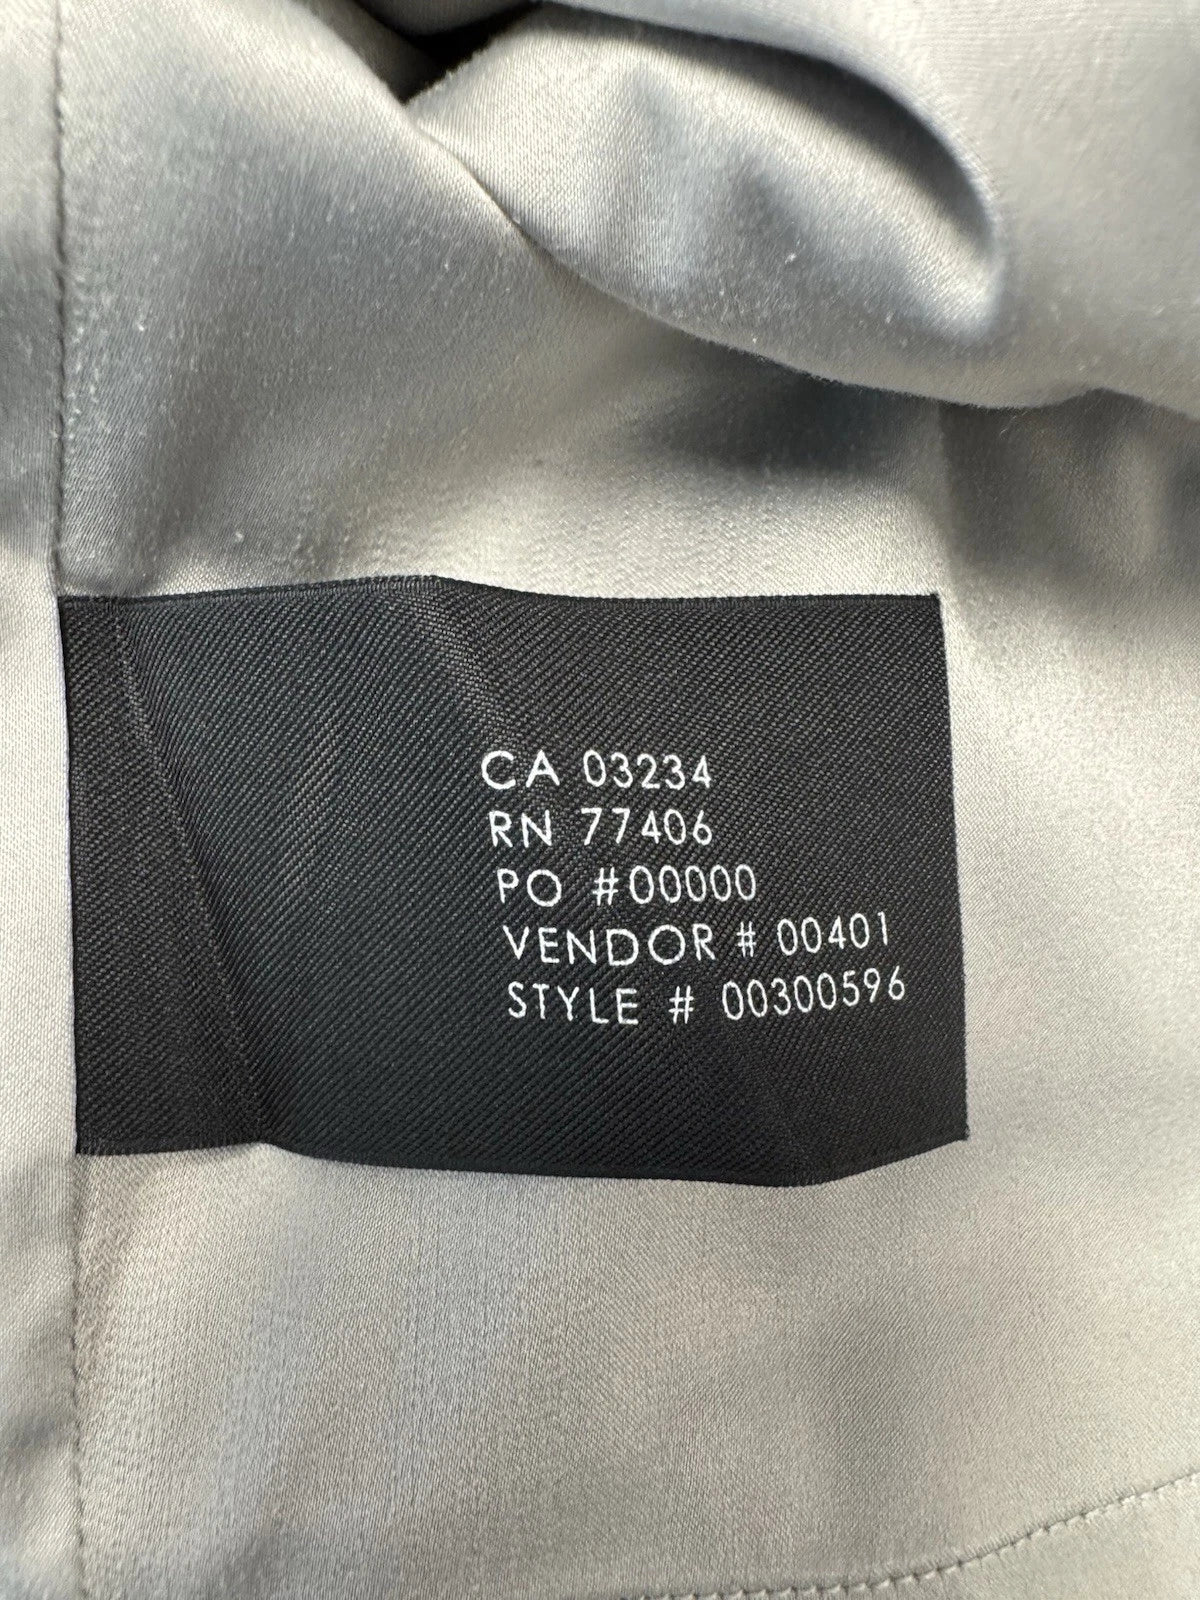 CA 03234
RN 77406
PO #00000
VENDOR # 00401
STYLE # 00300596